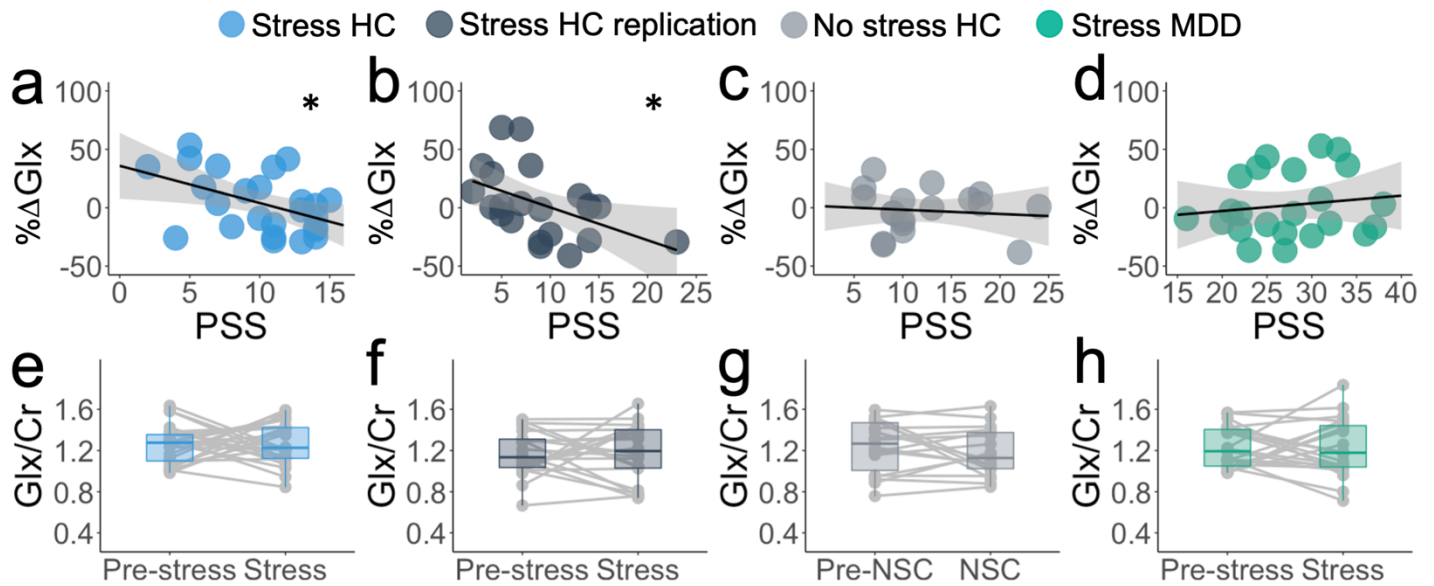 Stress HC Stress HC replication No stress HC Stress MDD
a b c d
100 100 100 100
* *
50 50 50 50
0 0 0 0
-50 -50 -50 -50
%ΔGlx %ΔGlx %ΔGlx %ΔGlx
0 5 10 15 5 10 15 20 25 5 10 15 20 25 15 20 25 30 35 40
PSS PSS PSS PSS
e f g h
1.6 1.6 1.6 1.6
1.2 1.2 1.2 1.2
0.8 0.8 0.8 0.8
0.4 0.4 0.4 0.4
Glx/Cr Glx/Cr Glx/Cr Glx/Cr
Pre-stress Stress Pre-stress Stress Pre-NSC NSC Pre-stress Stress